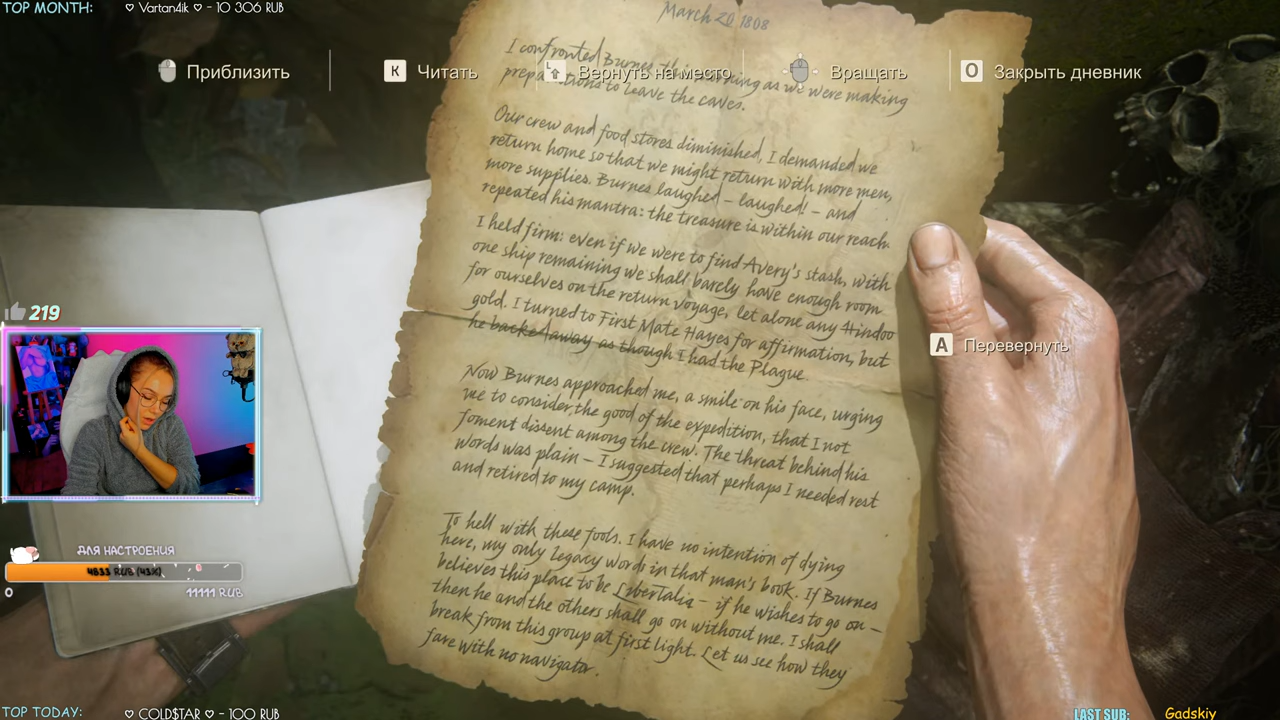 TOP MONTH:
♡ Vartan4ik ♡ - 10 306 RUB
March 20 1808
Приблизить
K
Читать
Вернуть на место
Вращать
O
Закрыть дневник
I confronted Burnes this morning as we were making
preparations to leave the caves.
Our crew and food stores diminished, I demanded we
return home so that we might return with more men,
more supplies. Burnes laughed – laughed! – and
repeated his mantra: the treasure is within our reach.
I held firm: even if we were to find Avery's stash, with
one ship remaining we shall barely have enough room
for ourselves on the return voyage, let alone any Hindoo
gold. I turned to First Mate Hayes for affirmation, but
he backed away as though I had the Plague.
Now Burnes approached me, a smile on his face, urging
me to consider the good of the expedition, that I not
foment dissent among the crew. The threat behind his
words was plain – I suggested that perhaps I needed rest
and retired to my camp.
To hell with these fools. I have no intention of dying
here, my only legacy words in that man's book. If Burnes
believes this place to be Libertalia – if he wishes to go on –
then he and the others shall go on without me. I shall
break from this group at first light. Let us see how they
fare with no navigator.
A
Перевернуть
219
ДЛЯ НАСТРОЕНИЯ
4833 RUB (43%)
0
11111 RUB
TOP TODAY:
♡ COLD$TAR ♡ - 100 RUB
LAST SUB:
Gadskiy